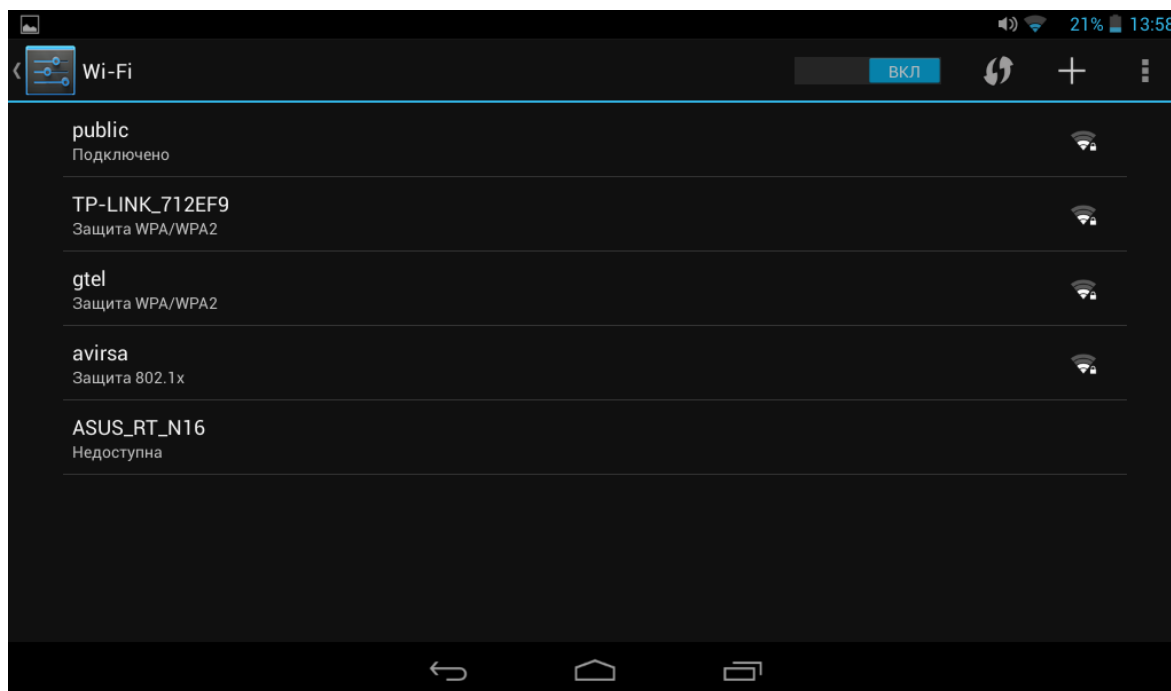 21% 13:58
Wi-Fi ВКЛ
public
Подключено
TP-LINK_712EF9
Защита WPA/WPA2
gtel
Защита WPA/WPA2
avirsa
Защита 802.1x
ASUS_RT_N16
Недоступна